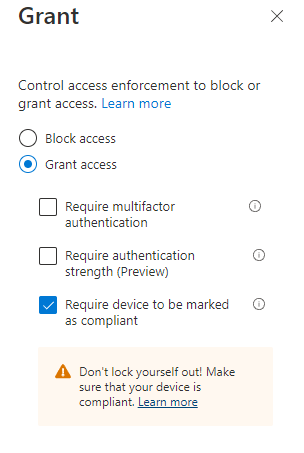 Grant
Control access enforcement to block or
grant access. Learn more
Block access
Grant access
Require multifactor
authentication
Require authentication
strength (Preview)
Require device to be marked
as compliant
Don't lock yourself out! Make
sure that your device is
compliant. Learn more